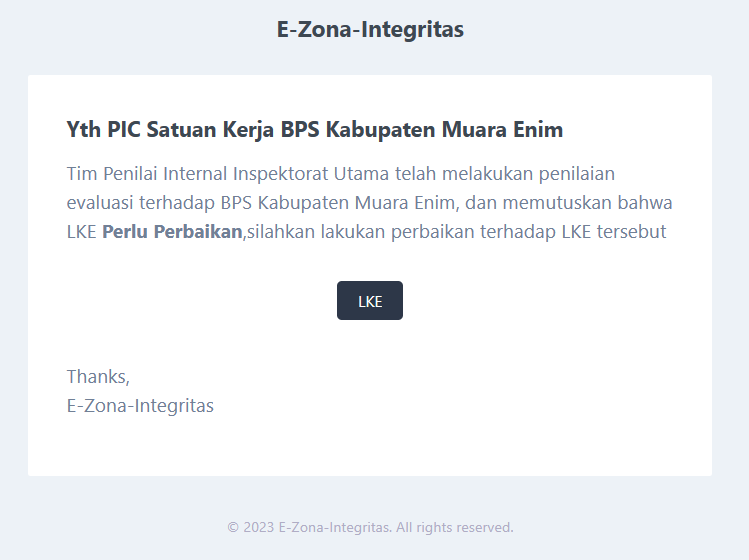 E-Zona-Integritas
Yth PIC Satuan Kerja BPS Kabupaten Muara Enim
Tim Penilai Internal Inspektorat Utama telah melakukan penilaian
evaluasi terhadap BPS Kabupaten Muara Enim, dan memutuskan bahwa
LKE Perlu Perbaikan,silahkan lakukan perbaikan terhadap LKE tersebut
LKE
Thanks,
E-Zona-Integritas
© 2023 E-Zona-Integritas. All rights reserved.